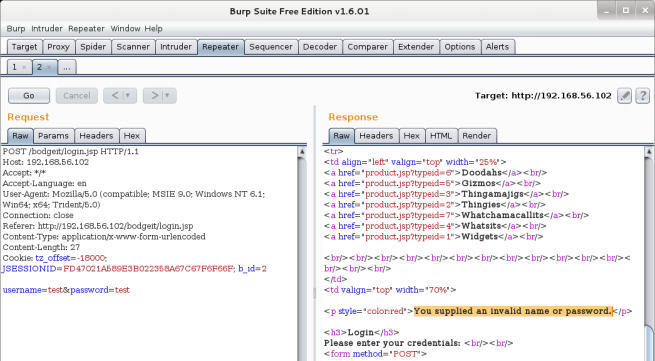 Burp Suite Free Edition v1.6.01
Burp Intruder Repeater Window Help
Target Proxy Spider Scanner Intruder Repeater Sequencer Decoder Comparer Extender Options Alerts
1 × 2 × ...
Go Cancel < > Target: http://192.168.56.102 ?
Request
Raw Params Headers Hex
POST /bodgeit/login.jsp HTTP/1.1
Host: 192.168.56.102
Accept: */*
Accept-Language: en
User-Agent: Mozilla/5.0 (compatible; MSIE 9.0; Windows NT 6.1;
Win64; x64; Trident/5.0)
Connection: close
Referer: http://192.168.56.102/bodgeit/login.jsp
Content-Type: application/x-www-form-urlencoded
Content-Length: 27
Cookie: tz_offset=-18000;
JSESSIONID=FD47021A589E3B022358A67C67F6F66F; b_id=2
username=test&password=test
Response
Raw Headers Hex HTML Render
<tr>
<td align="left" valign="top" width="25%">
<a href="product.jsp?typeid=6">Doodahs</a><br/>
<a href="product.jsp?typeid=5">Gizmos</a><br/>
<a href="product.jsp?typeid=3">Thingamajigs</a><br/>
<a href="product.jsp?typeid=2">Thingies</a><br/>
<a href="product.jsp?typeid=7">Whatchamacallits</a><br/>
<a href="product.jsp?typeid=4">Whatsits</a><br/>
<a href="product.jsp?typeid=1">Widgets</a><br/>
<br/><br/><br/><br/><br/><br/><br/><br/><br/><br/><br/><br/><
br/><br/><br/>
</td>
<td valign="top" width="70%">
<p style="color:red">You supplied an invalid name or password.</p>
<h3>Login</h3>
Please enter your credentials: <br/><br/>
<form method="POST">